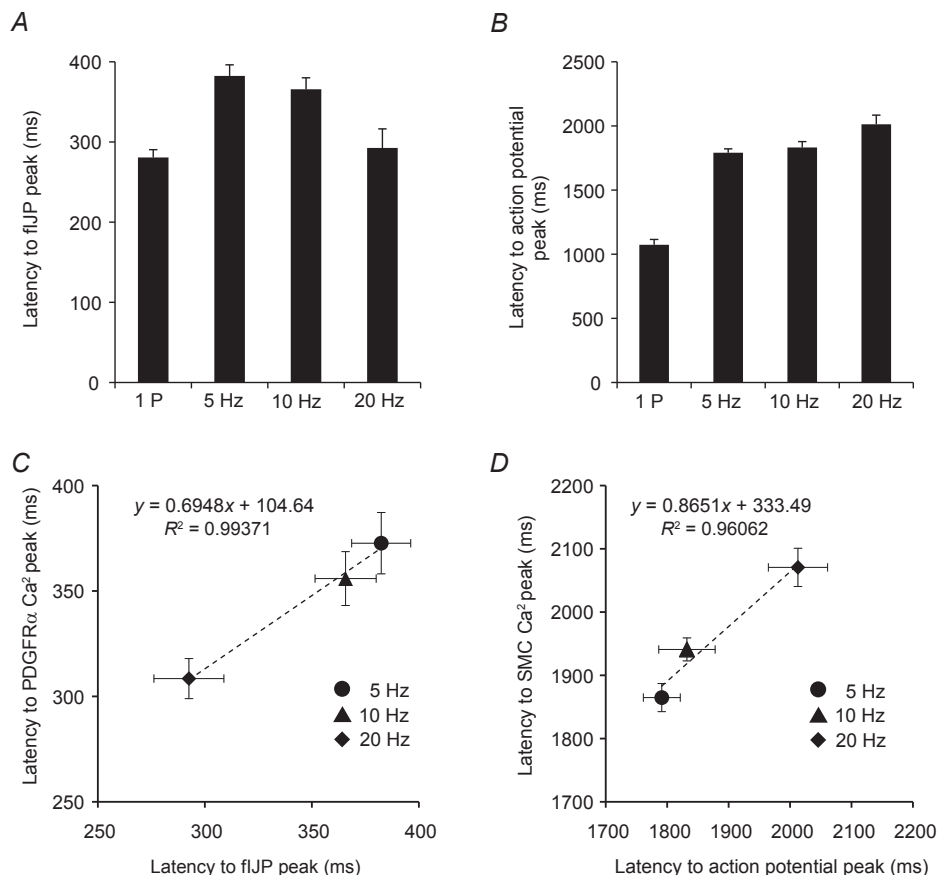 A
Latency to fIJP peak (ms)
400
300
200
100
0
1 P 5 Hz 10 Hz 20 Hz
B
Latency to action potential
peak (ms)
2500
2000
1500
1000
500
0
1 P 5 Hz 10 Hz 20 Hz
C
Latency to PDGFRα Ca² peak (ms)
400
350
300
250
y = 0.6948x + 104.64
R² = 0.99371
5 Hz
10 Hz
20 Hz
250 300 350 400
Latency to fIJP peak (ms)
D
Latency to SMC Ca² peak (ms)
2200
2100
2000
1900
1800
1700
y = 0.8651x + 333.49
R² = 0.96062
5 Hz
10 Hz
20 Hz
1700 1800 1900 2000 2100 2200
Latency to action potential peak (ms)